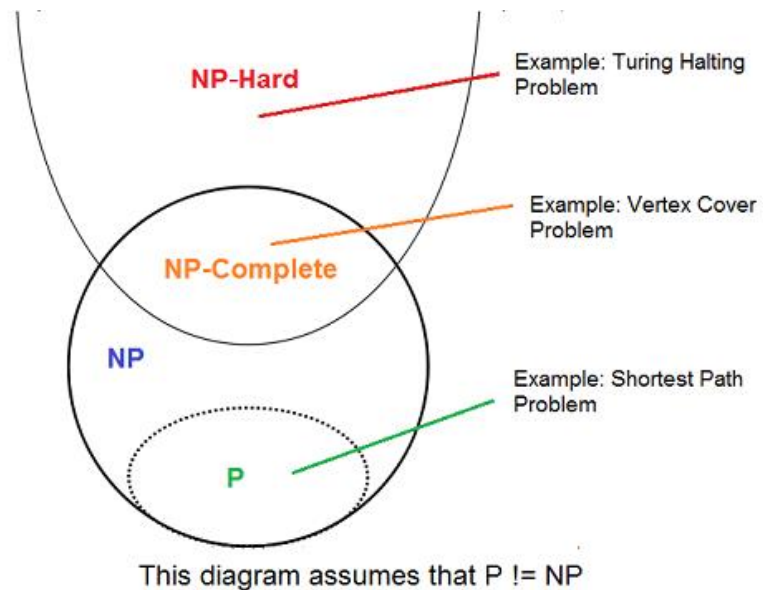 NP-Hard
Example: Turing Halting
Problem
Example: Vertex Cover
Problem
NP-Complete
NP
Example: Shortest Path
Problem
P
This diagram assumes that P != NP